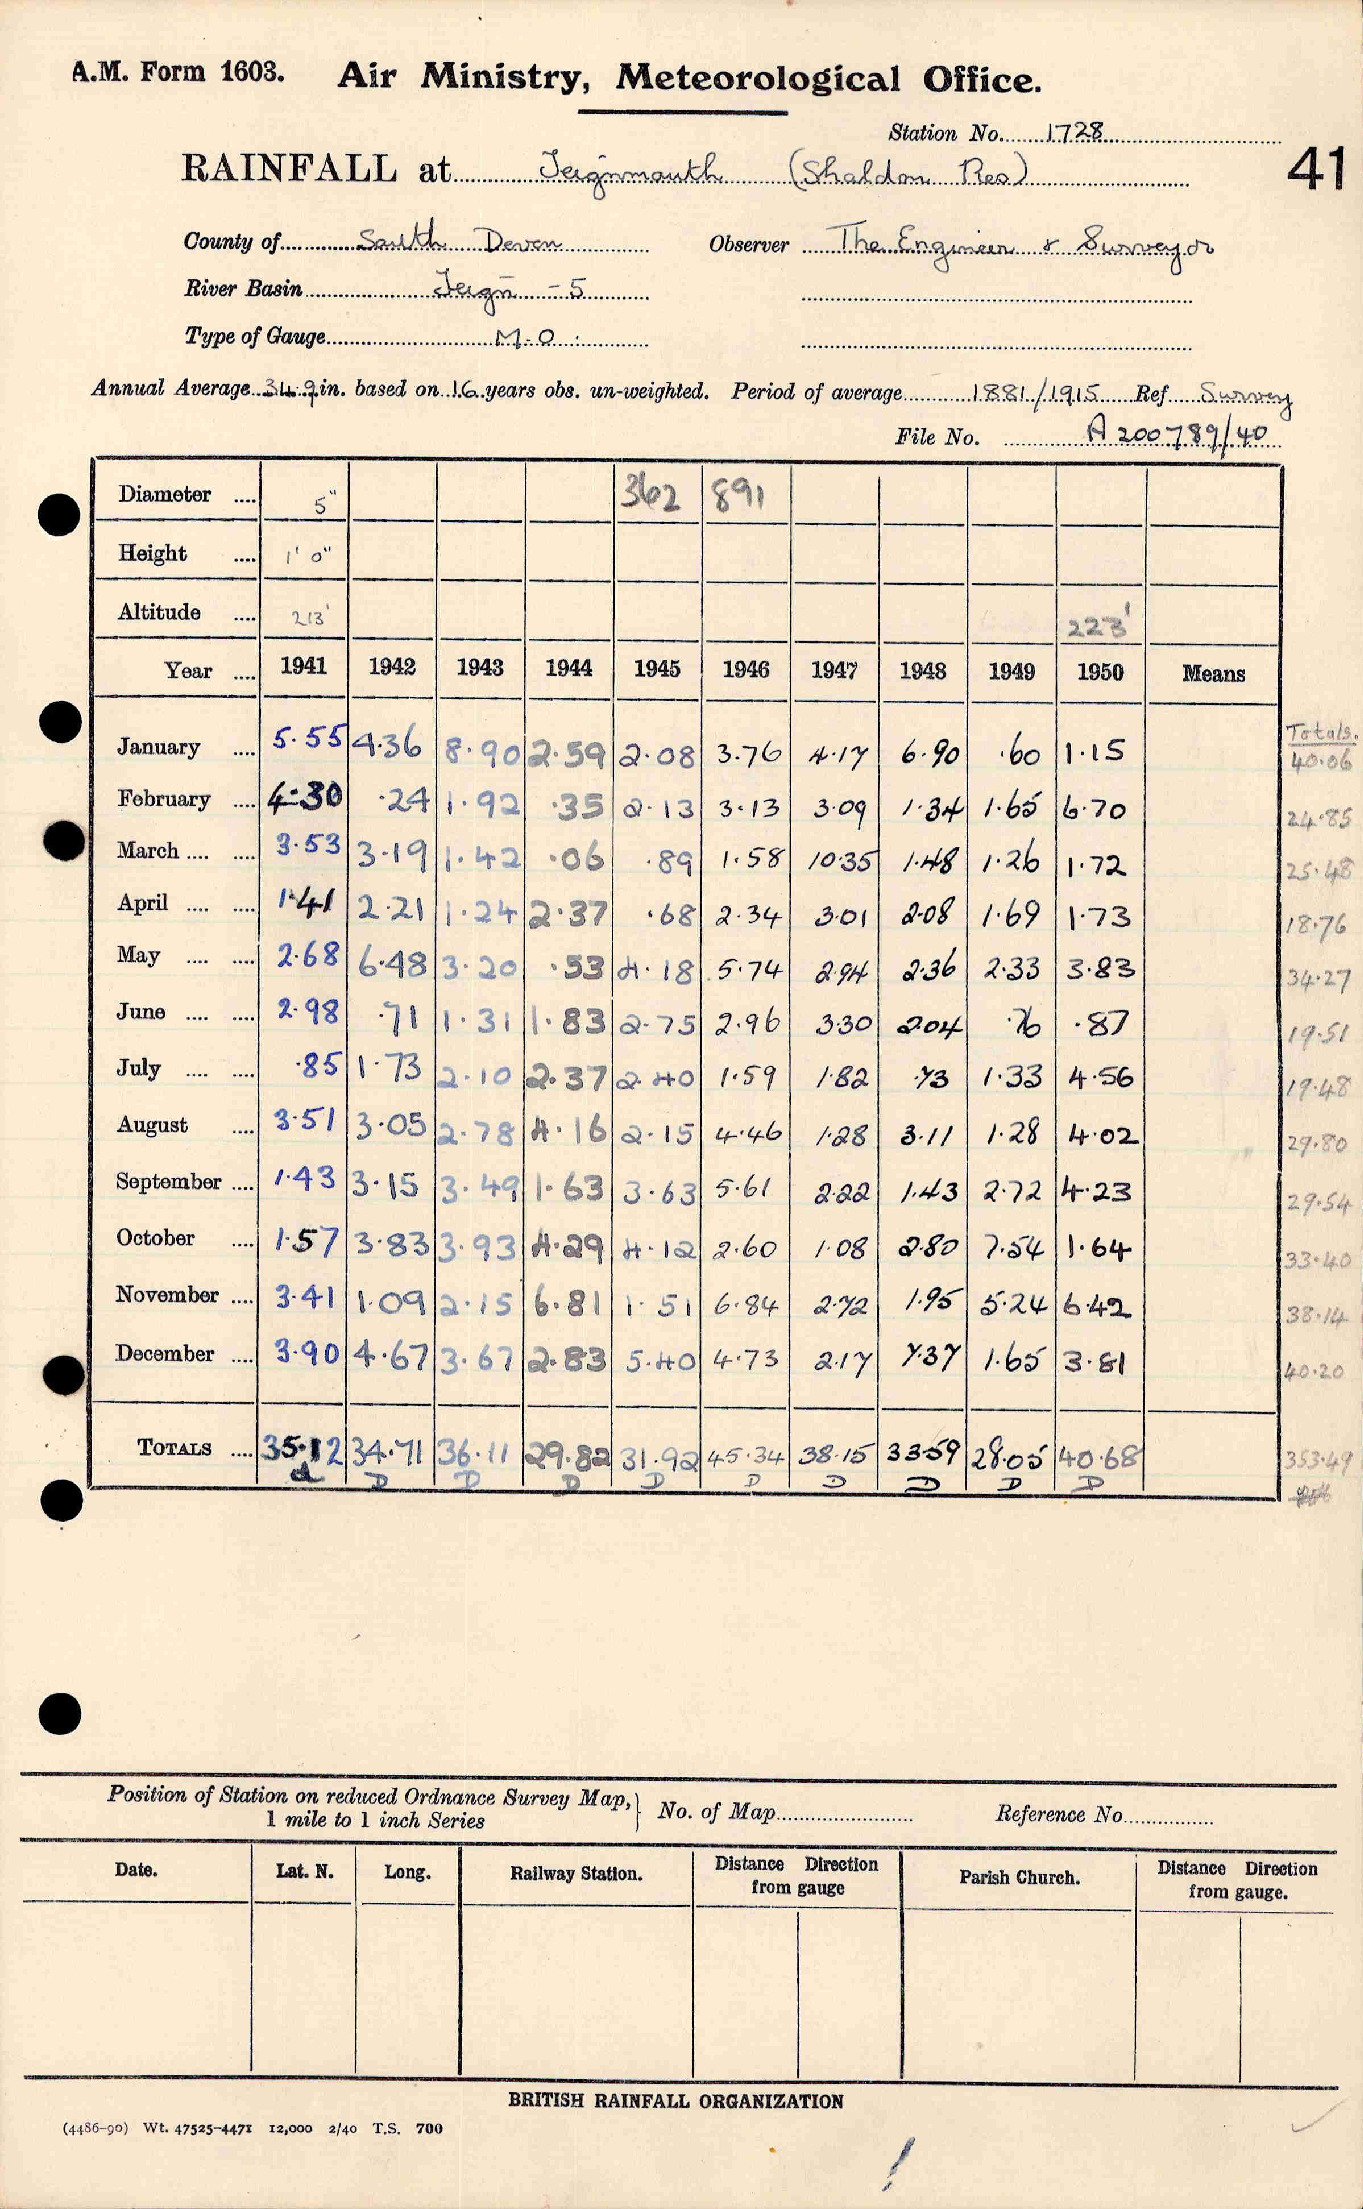 A.M. Form 1603. Air Ministry, Meteorological Office.
Station No. 1728
41
RAINFALL at Teignmouth (Shaldon Res)
County of South Devon Observer The Engineer & Surveyor
River Basin Teign - 5
Type of Gauge M.O.
Annual Average 34.9 in. based on 16 years obs. un-weighted. Period of average 1881/1915 Ref Survey
File No. A 200789/40
Diameter .... 5" 362 891
Height .... 1' 0"
Altitude .... 213' 223'
Year .... 1941 1942 1943 1944 1945 1946 1947 1948 1949 1950 Means
Totals.
January .... 5.55 4.36 8.90 2.59 2.08 3.76 4.17 6.90 .60 1.15 40.06
February .... 4.30 .24 1.92 .35 2.13 3.13 3.09 1.34 1.65 6.70 24.85
March .... .... 3.53 3.19 1.42 .06 .89 1.58 10.35 1.48 1.26 1.72 25.48
April .... .... 1.41 2.21 1.24 2.37 .68 2.34 3.01 2.08 1.69 1.73 18.76
May .... .... 2.68 6.48 3.20 .53 4.18 5.74 2.94 2.36 2.33 3.83 34.27
June .... .... 2.98 .71 1.31 1.83 2.75 2.96 3.30 2.04 .76 .87 19.51
July .... .... .85 1.73 2.10 2.37 2.40 1.59 1.82 .73 1.33 4.56 19.48
August .... 3.51 3.05 2.78 4.16 2.15 4.46 1.28 3.11 1.28 4.02 29.80
September .... 1.43 3.15 3.49 1.63 3.63 5.61 2.22 1.43 2.72 4.23 29.54
October .... 1.57 3.83 3.93 4.29 4.12 2.60 1.08 2.80 7.54 1.64 33.40
November .... 3.41 1.09 2.15 6.81 1.51 6.84 2.72 1.95 5.24 6.42 38.14
December .... 3.90 4.67 3.67 2.83 5.40 4.73 2.17 7.37 1.65 3.81 40.20
TOTALS .... 35.12 34.71 36.11 29.82 31.92 45.34 38.15 33.59 28.05 40.68 353.49
d D D D D D D D D D
Position of Station on reduced Ordnance Survey Map, } No. of Map Reference No.
1 mile to 1 inch Series
Date. Lat. N. Long. Railway Station. Distance Direction from gauge Parish Church. Distance Direction from gauge.
BRITISH RAINFALL ORGANIZATION
(4486-90) Wt. 47525-4471 12,000 2/40 T.S. 700